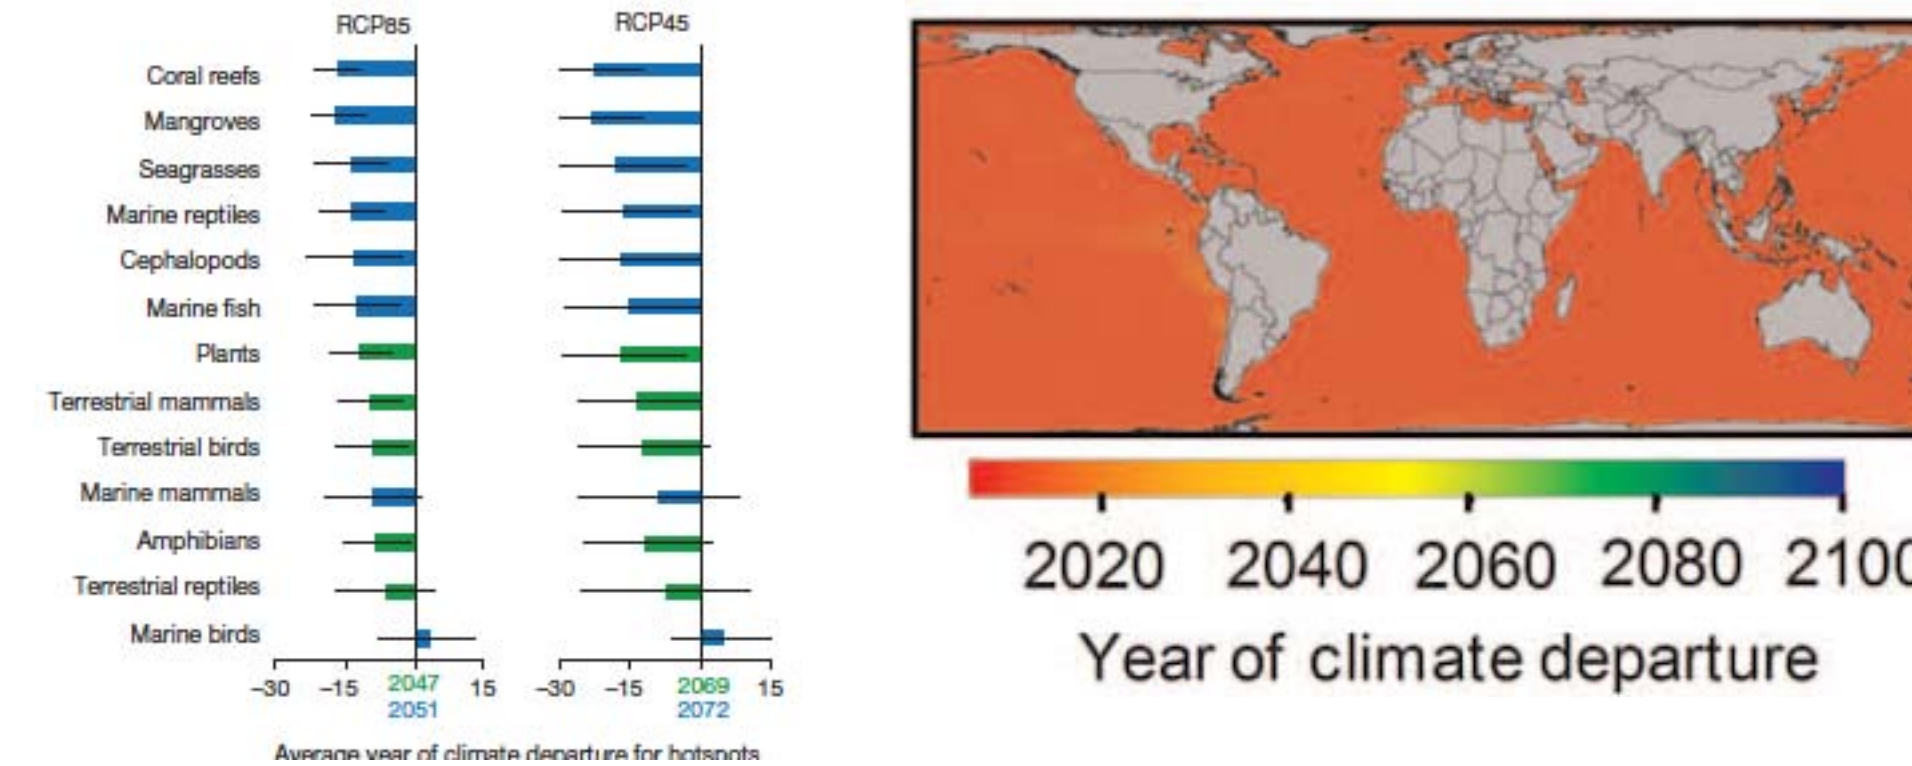 RCP85
RCP45
Coral reefs
Mangroves
Seagrasses
Marine reptiles
Cephalopods
Marine fish
Plants
Terrestrial mammals
Terrestrial birds
Marine mammals
Amphibians
Terrestrial reptiles
Marine birds
−30 −15 2047 15
2051
−30 −15 2069 15
2072
Average year of climate departure for hotspots
2020 2040 2060 2080 2100
Year of climate departure